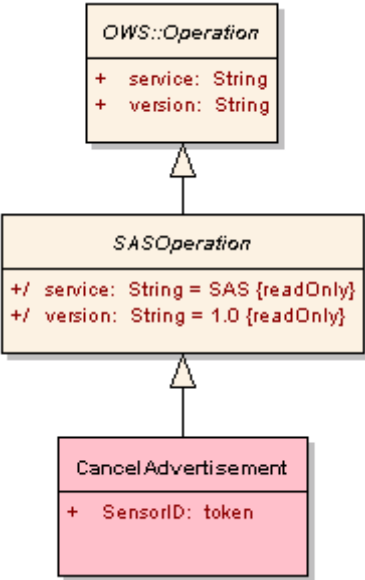 OWS::Operation
+ service: String
+ version: String
SASOperation
+/ service: String = SAS {readOnly}
+/ version: String = 1.0 {readOnly}
CancelAdvertisement
+ SensorID: token